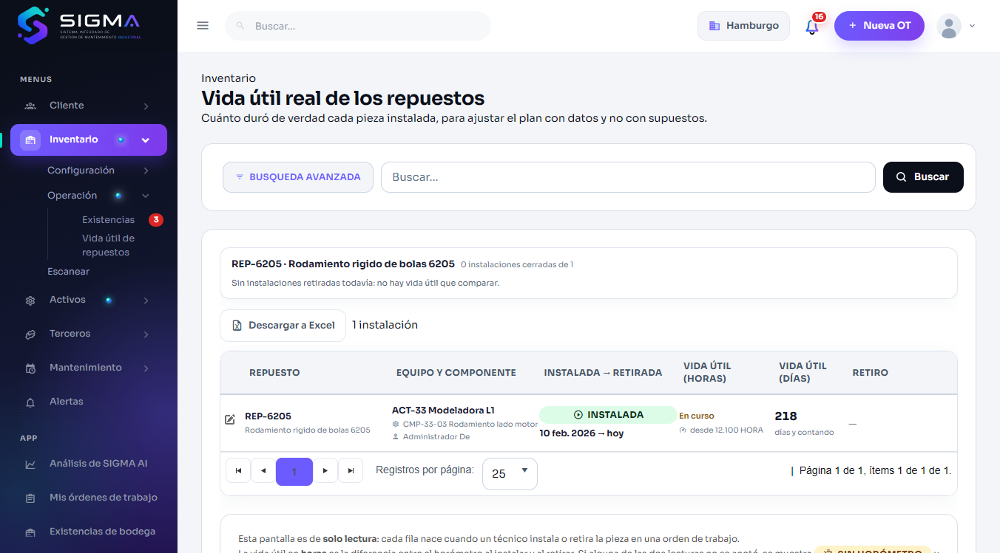 SIGMA
SISTEMA INTEGRADO DE
GESTION DE MANTENIMIENTO INDUSTRIAL
Buscar...
Hamburgo
16
+ Nueva OT
MENUS
Cliente
Inventario
Configuración
Operación
Existencias 3
Vida útil de
repuestos
Escanear
Activos
Terceros
Mantenimiento
Alertas
APP
Análisis de SIGMA AI
Mis órdenes de trabajo
Existencias de bodega
Inventario
Vida útil real de los repuestos
Cuánto duró de verdad cada pieza instalada, para ajustar el plan con datos y no con supuestos.
BUSQUEDA AVANZADA
Buscar...
Buscar
REP-6205 · Rodamiento rigido de bolas 6205 0 instalaciones cerradas de 1
Sin instalaciones retiradas todavía: no hay vida útil que comparar.
Descargar a Excel
1 instalación
REPUESTO
EQUIPO Y COMPONENTE
INSTALADA → RETIRADA
VIDA ÚTIL
(HORAS)
VIDA ÚTIL
(DÍAS)
RETIRO
REP-6205
Rodamiento rigido de bolas 6205
ACT-33 Modeladora L1
CMP-33-03 Rodamiento lado motor
Administrador De
INSTALADA
10 feb. 2026 → hoy
En curso
desde 12.100 HORA
218
días y contando
—
1
Registros por página:
25
| Página 1 de 1, ítems 1 de 1 de 1.
Esta pantalla es de solo lectura: cada fila nace cuando un técnico instala o retira la pieza en una orden de trabajo.
La vida útil en horas es la diferencia entre el horómetro al instalar y al retirar. Si alguna de las dos lecturas no se anotó, se muestra SIN HORÓMETRO y